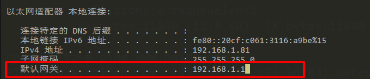 以太网适配器 本地连接:
连接特定的 DNS 后缀 . . . . . . . :
本地链接 IPv6 地址. . . . . . . . : fe80::20cf:c061:3116:a9be%15
IPv4 地址 . . . . . . . . . . . . : 192.168.1.81
子网掩码 . . . . . . . . . . . . : 255.255.255.0
默认网关. . . . . . . . . . . . . : 192.168.1.1